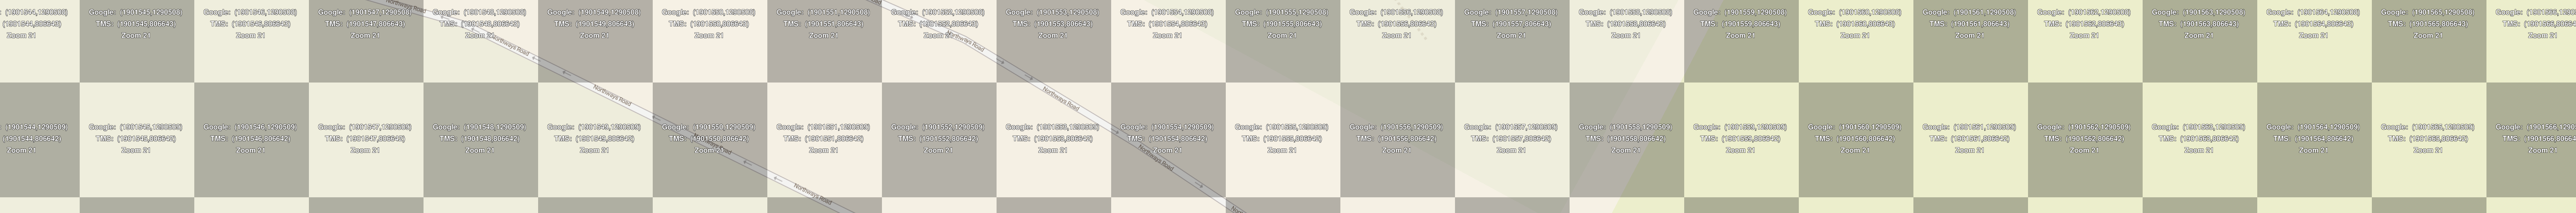 (1901544,1290508)
(1901544,806643)
Zoom 21
Google: (1901545,1290508)
TMS: (1901545,806643)
Zoom 21
Google: (1901546,1290508)
TMS: (1901546,806643)
Zoom 21
Google: (1901547,1290508)
TMS: (1901547,806643)
Zoom 21
Northways Road
Google: (1901548,1290508)
TMS: (1901548,806643)
Zoom 21
Northways Road
Google: (1901549,1290508)
TMS: (1901549,806643)
Zoom 21
Google: (1901550,1290508)
TMS: (1901550,806643)
Zoom 21
Google: (1901551,1290508)
TMS: (1901551,806643)
Zoom 21
Google: (1901552,1290508)
TMS: (1901552,806643)
Zoom 21
Northways Road
Google: (1901553,1290508)
TMS: (1901553,806643)
Zoom 21
Google: (1901554,1290508)
TMS: (1901554,806643)
Zoom 21
Google: (1901555,1290508)
TMS: (1901555,806643)
Zoom 21
Google: (1901556,1290508)
TMS: (1901556,806643)
Zoom 21
Google: (1901557,1290508)
TMS: (1901557,806643)
Zoom 21
Google: (1901558,1290508)
TMS: (1901558,806643)
Zoom 21
Google: (1901559,1290508)
TMS: (1901559,806643)
Zoom 21
Google: (1901560,1290508)
TMS: (1901560,806643)
Zoom 21
Google: (1901561,1290508)
TMS: (1901561,806643)
Zoom 21
Google: (1901562,1290508)
TMS: (1901562,806643)
Zoom 21
Google: (1901563,1290508)
TMS: (1901563,806643)
Zoom 21
Google: (1901564,1290508)
TMS: (1901564,806643)
Zoom 21
Google: (1901565,1290508)
TMS: (1901565,806643)
Zoom 21
Google: (1901566,1290
TMS: (1901566,8066
Zoom 21
(1901544,1290509)
(1901544,806642)
Zoom 21
Google: (1901545,1290509)
TMS: (1901545,806642)
Zoom 21
Google: (1901546,1290509)
TMS: (1901546,806642)
Zoom 21
Google: (1901547,1290509)
TMS: (1901547,806642)
Zoom 21
Google: (1901548,1290509)
TMS: (1901548,806642)
Zoom 21
Google: (1901549,1290509)
TMS: (1901549,806642)
Zoom 21
Northways Road
Google: (1901550,1290509)
TMS: (1901550,806642)
Zoom 21
Northways Road
Google: (1901551,1290509)
TMS: (1901551,806642)
Zoom 21
Northways Road
Google: (1901552,1290509)
TMS: (1901552,806642)
Zoom 21
Google: (1901553,1290509)
TMS: (1901553,806642)
Zoom 21
Northways Road
Google: (1901554,1290509)
TMS: (1901554,806642)
Zoom 21
Northways Road
Google: (1901555,1290509)
TMS: (1901555,806642)
Zoom 21
Google: (1901556,1290509)
TMS: (1901556,806642)
Zoom 21
Google: (1901557,1290509)
TMS: (1901557,806642)
Zoom 21
Google: (1901558,1290509)
TMS: (1901558,806642)
Zoom 21
Google: (1901559,1290509)
TMS: (1901559,806642)
Zoom 21
Google: (1901560,1290509)
TMS: (1901560,806642)
Zoom 21
Google: (1901561,1290509)
TMS: (1901561,806642)
Zoom 21
Google: (1901562,1290509)
TMS: (1901562,806642)
Zoom 21
Google: (1901563,1290509)
TMS: (1901563,806642)
Zoom 21
Google: (1901564,1290509)
TMS: (1901564,806642)
Zoom 21
Google: (1901565,1290509)
TMS: (1901565,806642)
Zoom 21
Google: (1901566,1290
TMS: (1901566,8066
Zoom 21